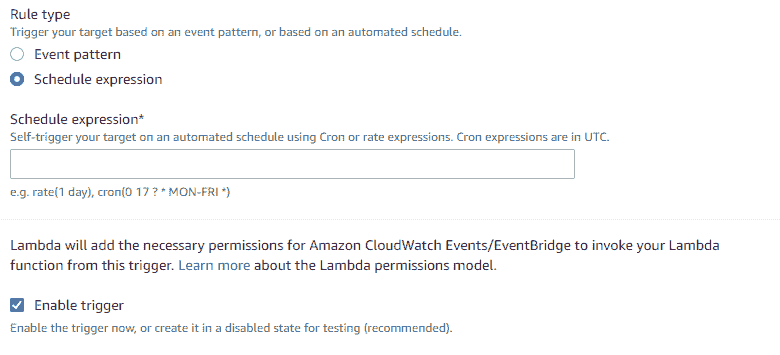 Rule type
Trigger your target based on an event pattern, or based on an automated schedule.
Event pattern
Schedule expression
Schedule expression*
Self-trigger your target on an automated schedule using Cron or rate expressions. Cron expressions are in UTC.
e.g. rate(1 day), cron(0 17 ? * MON-FRI *)
Lambda will add the necessary permissions for Amazon CloudWatch Events/EventBridge to invoke your Lambda
function from this trigger. Learn more about the Lambda permissions model.
Enable trigger
Enable the trigger now, or create it in a disabled state for testing (recommended).